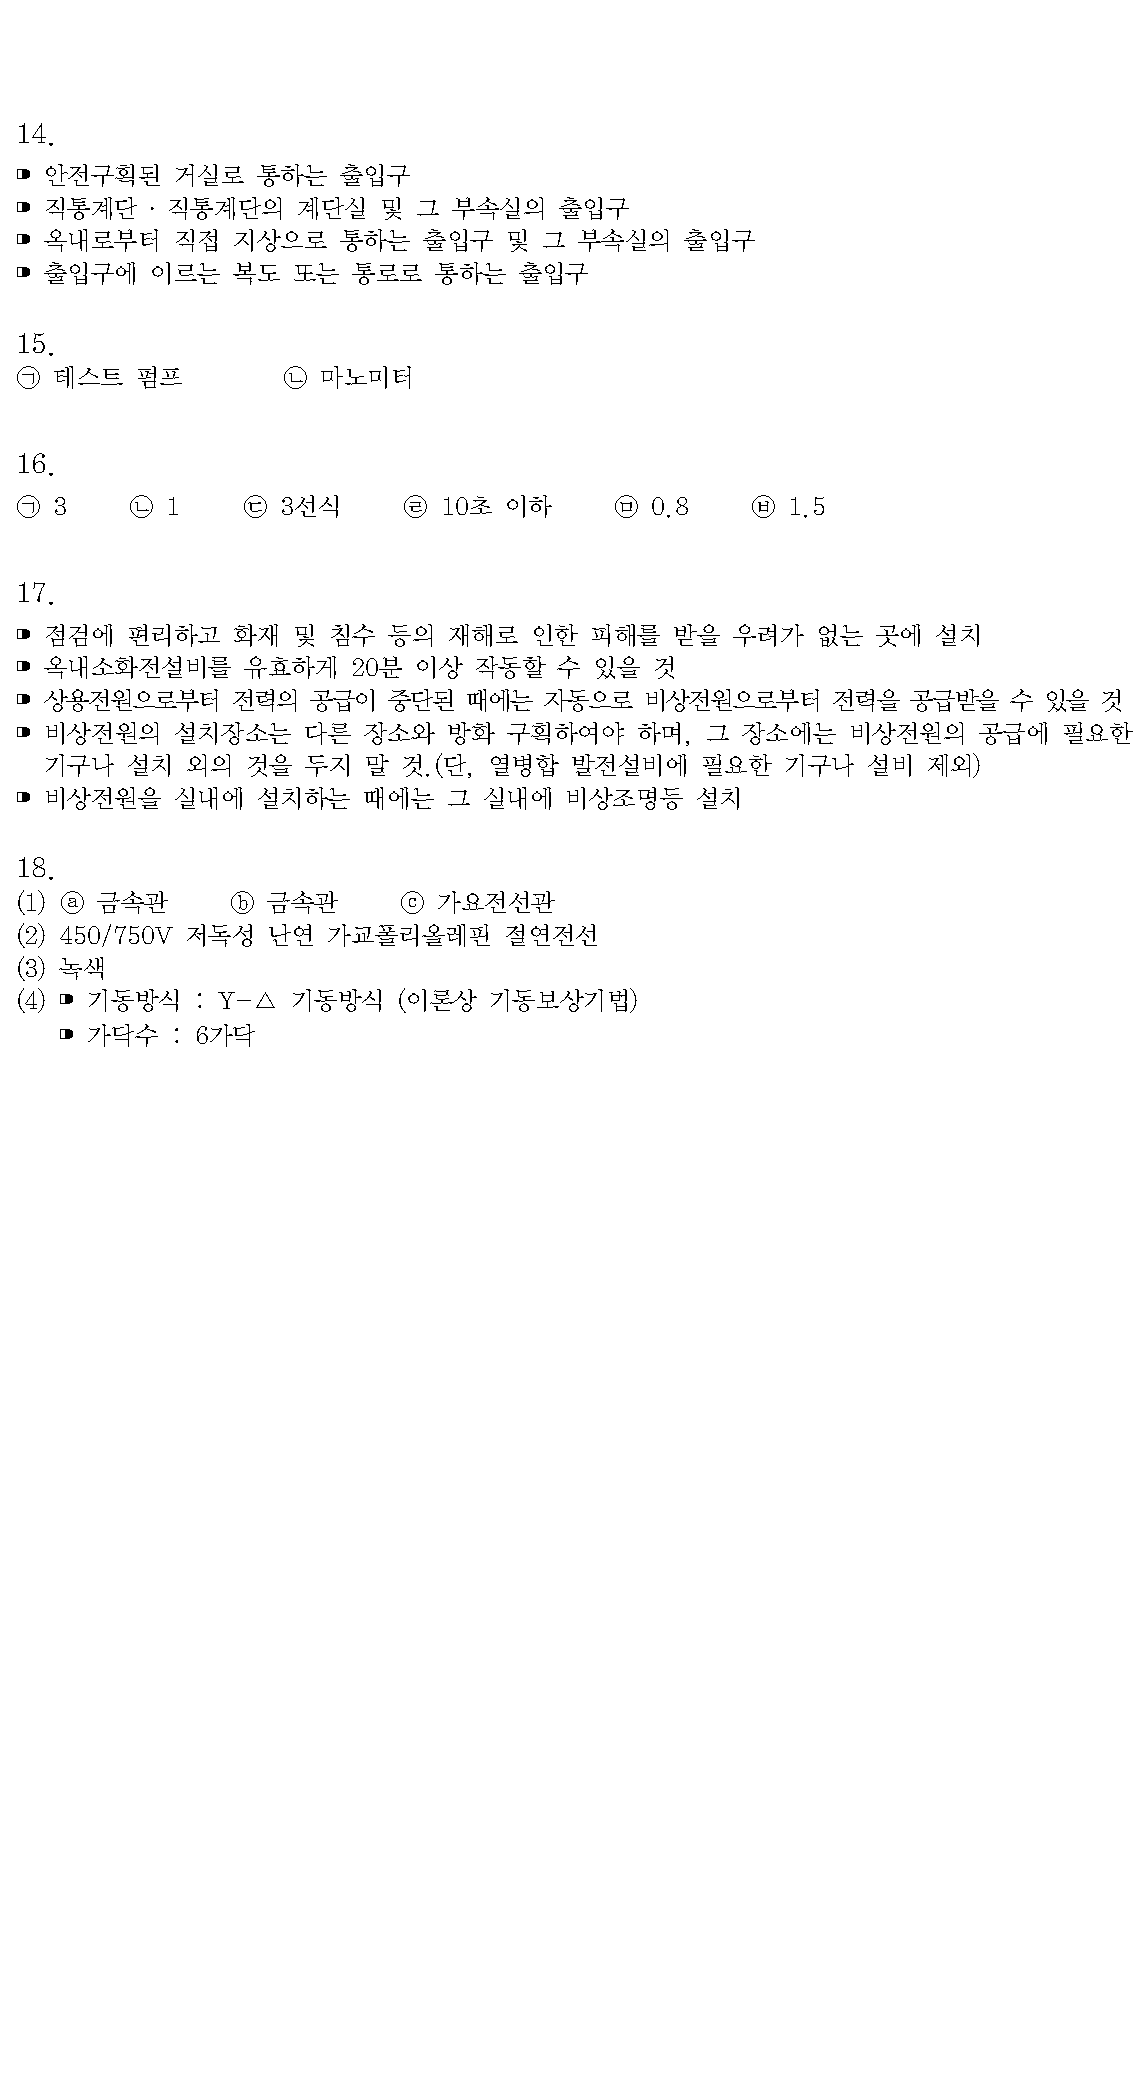 14.
➠ 안전구획된 거실로 통하는 출입구
➠ 직통계단 · 직통계단의 계단실 및 그 부속실의 출입구
➠ 옥내로부터 직접 지상으로 통하는 출입구 및 그 부속실의 출입구
➠ 출입구에 이르는 복도 또는 통로로 통하는 출입구
15.
㉠ 테스트 펌프 ㉡ 마노미터
16.
㉠ 3 ㉡ 1 ㉢ 3선식 ㉣ 10초 이하 ㉤ 0.8 ㉥ 1.5
17.
➠ 점검에 편리하고 화재 및 침수 등의 재해로 인한 피해를 받을 우려가 없는 곳에 설치
➠ 옥내소화전설비를 유효하게 20분 이상 작동할 수 있을 것
➠ 상용전원으로부터 전력의 공급이 중단된 때에는 자동으로 비상전원으로부터 전력을 공급받을 수 있을 것
➠ 비상전원의 설치장소는 다른 장소와 방화 구획하여야 하며, 그 장소에는 비상전원의 공급에 필요한
기구나 설치 외의 것을 두지 말 것.(단, 열병합 발전설비에 필요한 기구나 설비 제외)
➠ 비상전원을 실내에 설치하는 때에는 그 실내에 비상조명등 설치
18.
(1) ⓐ 금속관 ⓑ 금속관 ⓒ 가요전선관
(2) 450/750V 저독성 난연 가교폴리올레핀 절연전선
(3) 녹색
(4) ➠ 기동방식 : Y-△ 기동방식 (이론상 기동보상기법)
➠ 가닥수 : 6가닥